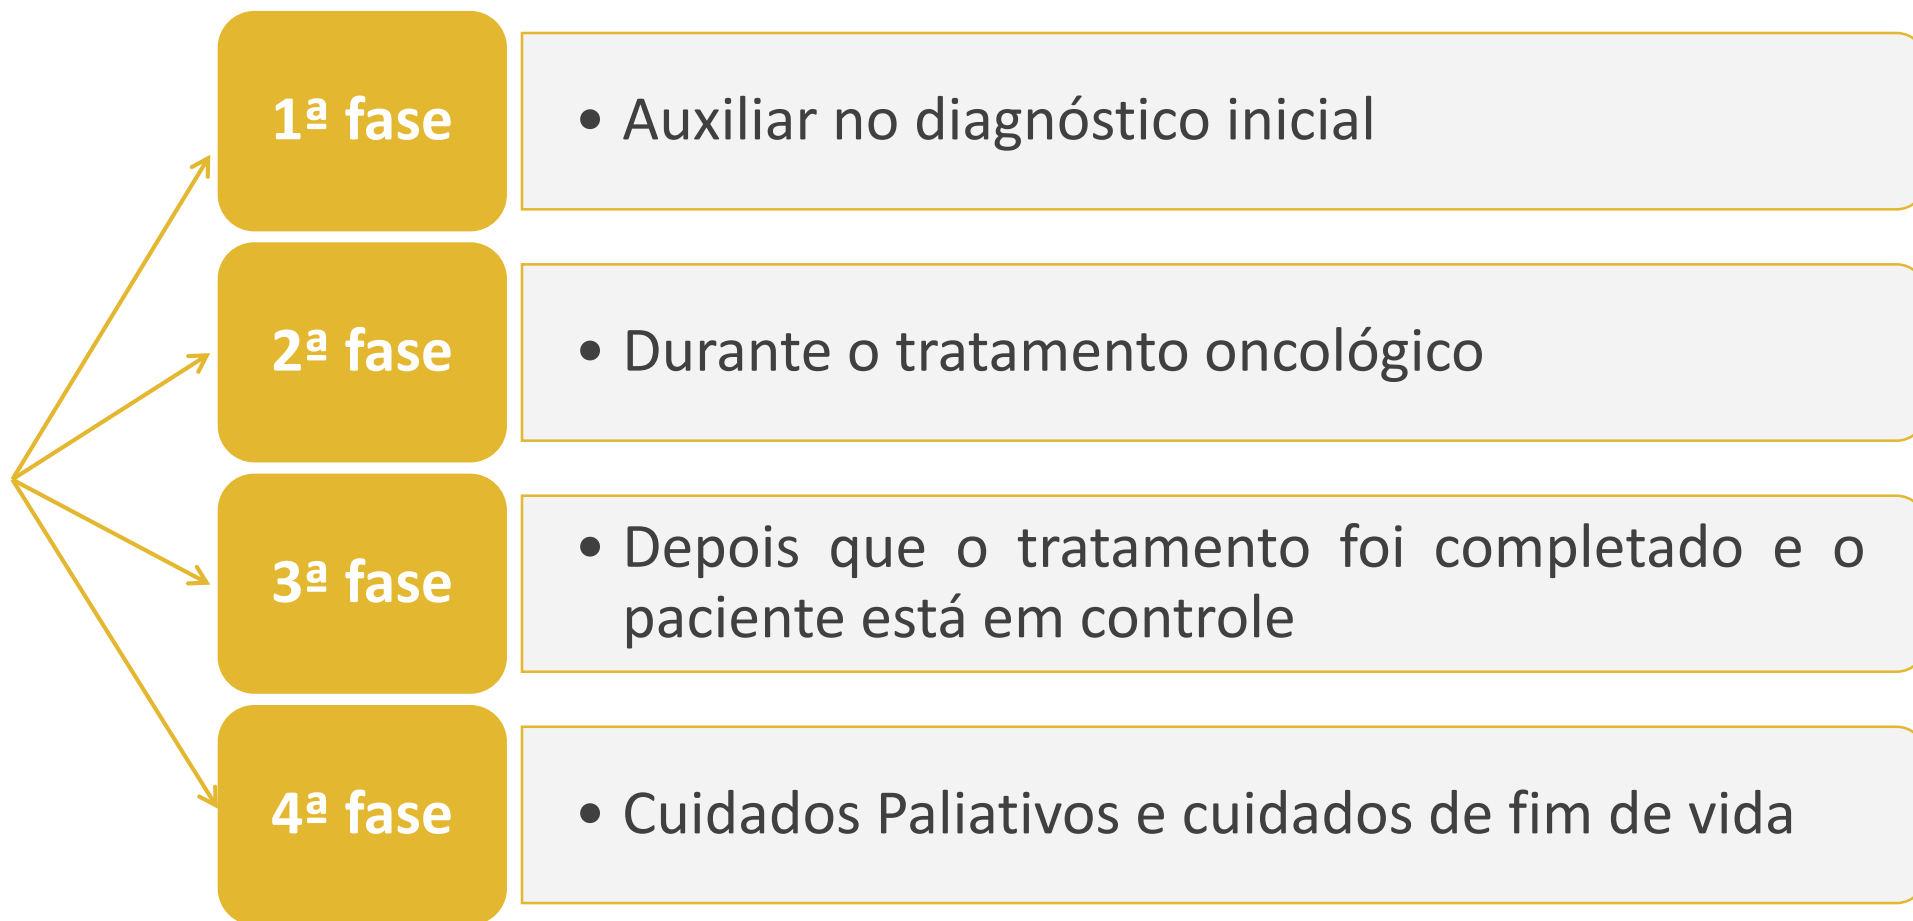 1ª fase
• Auxiliar no diagnóstico inicial
2ª fase
• Durante o tratamento oncológico
3ª fase
• Depois que o tratamento foi completado e o
paciente está em controle
4ª fase
• Cuidados Paliativos e cuidados de fim de vida